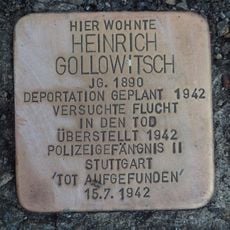 HIER WOHNTE
HEINRICH
GOLLOWITSCH
JG. 1890
DEPORTATION GEPLANT 1942
VERSUCHTE FLUCHT
IN DEN TOD
ÜBERSTELLT 1942
POLIZEIGEFÄNGNIS II
STUTTGART
'TOT AUFGEFUNDEN'
15.7.1942